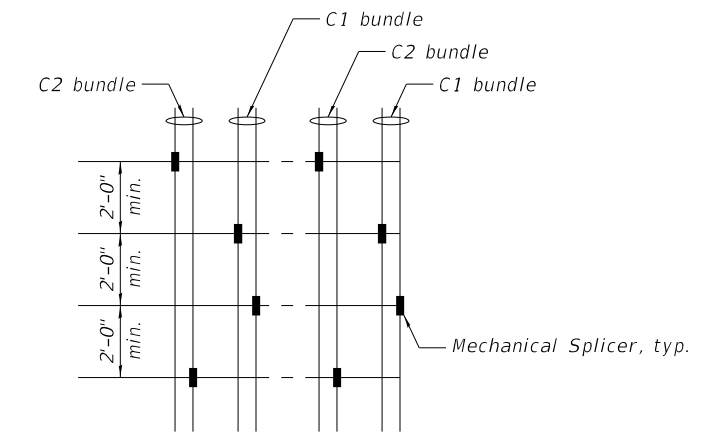 C1 bundle
C2 bundle
C2 bundle
C1 bundle
2'-0"
min.
2'-0"
min.
2'-0"
min.
Mechanical Splicer, typ.